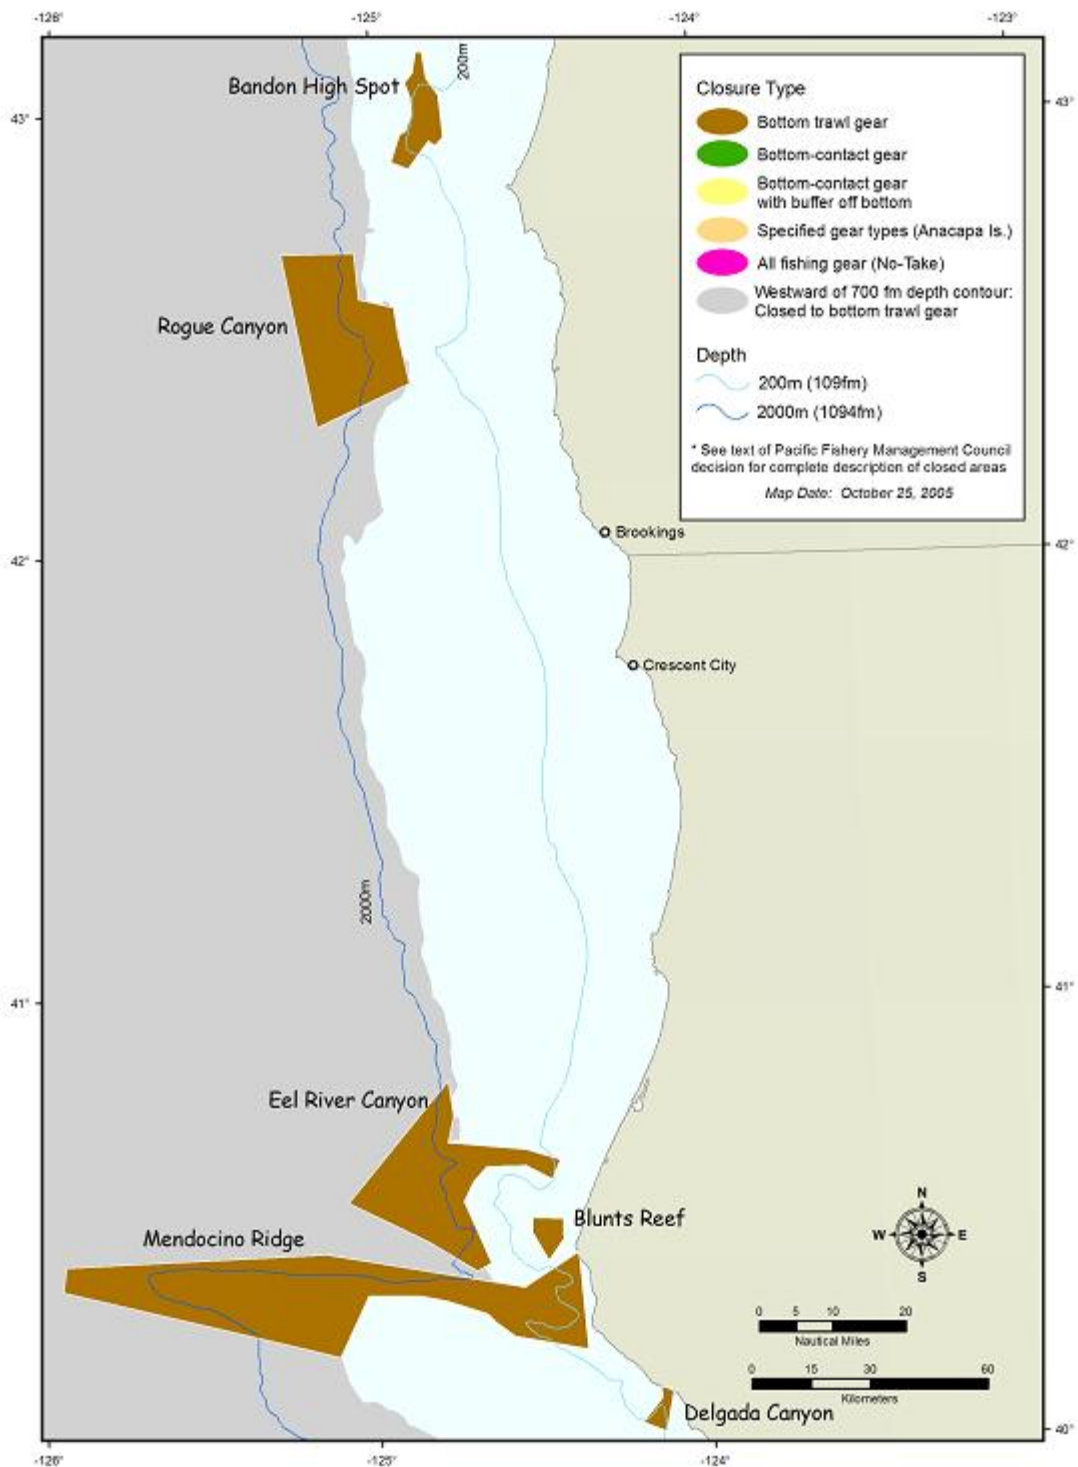 -126°
-125°
-124°
-123°
Bandon High Spot
200m
43°
43°
Closure Type
Bottom trawl gear
Bottom-contact gear
Bottom-contact gear
with buffer off bottom
Specified gear types (Anacapa Is.)
All fishing gear (No-Take)
Westward of 700 fm depth contour:
Closed to bottom trawl gear
Rogue Canyon
Depth
200m (109fm)
2000m (1094fm)
* See text of Pacific Fishery Management Council
decision for complete description of closed areas
Map Date: October 25, 2005
Brookings
42°
42°
Crescent City
2000m
41°
41°
Eel River Canyon
Blunts Reef
Mendocino Ridge
N
W
E
S
0 5 10 20
Nautical Miles
0 15 30 60
Kilometers
Delgada Canyon
40°
-126°
-125°
-124°